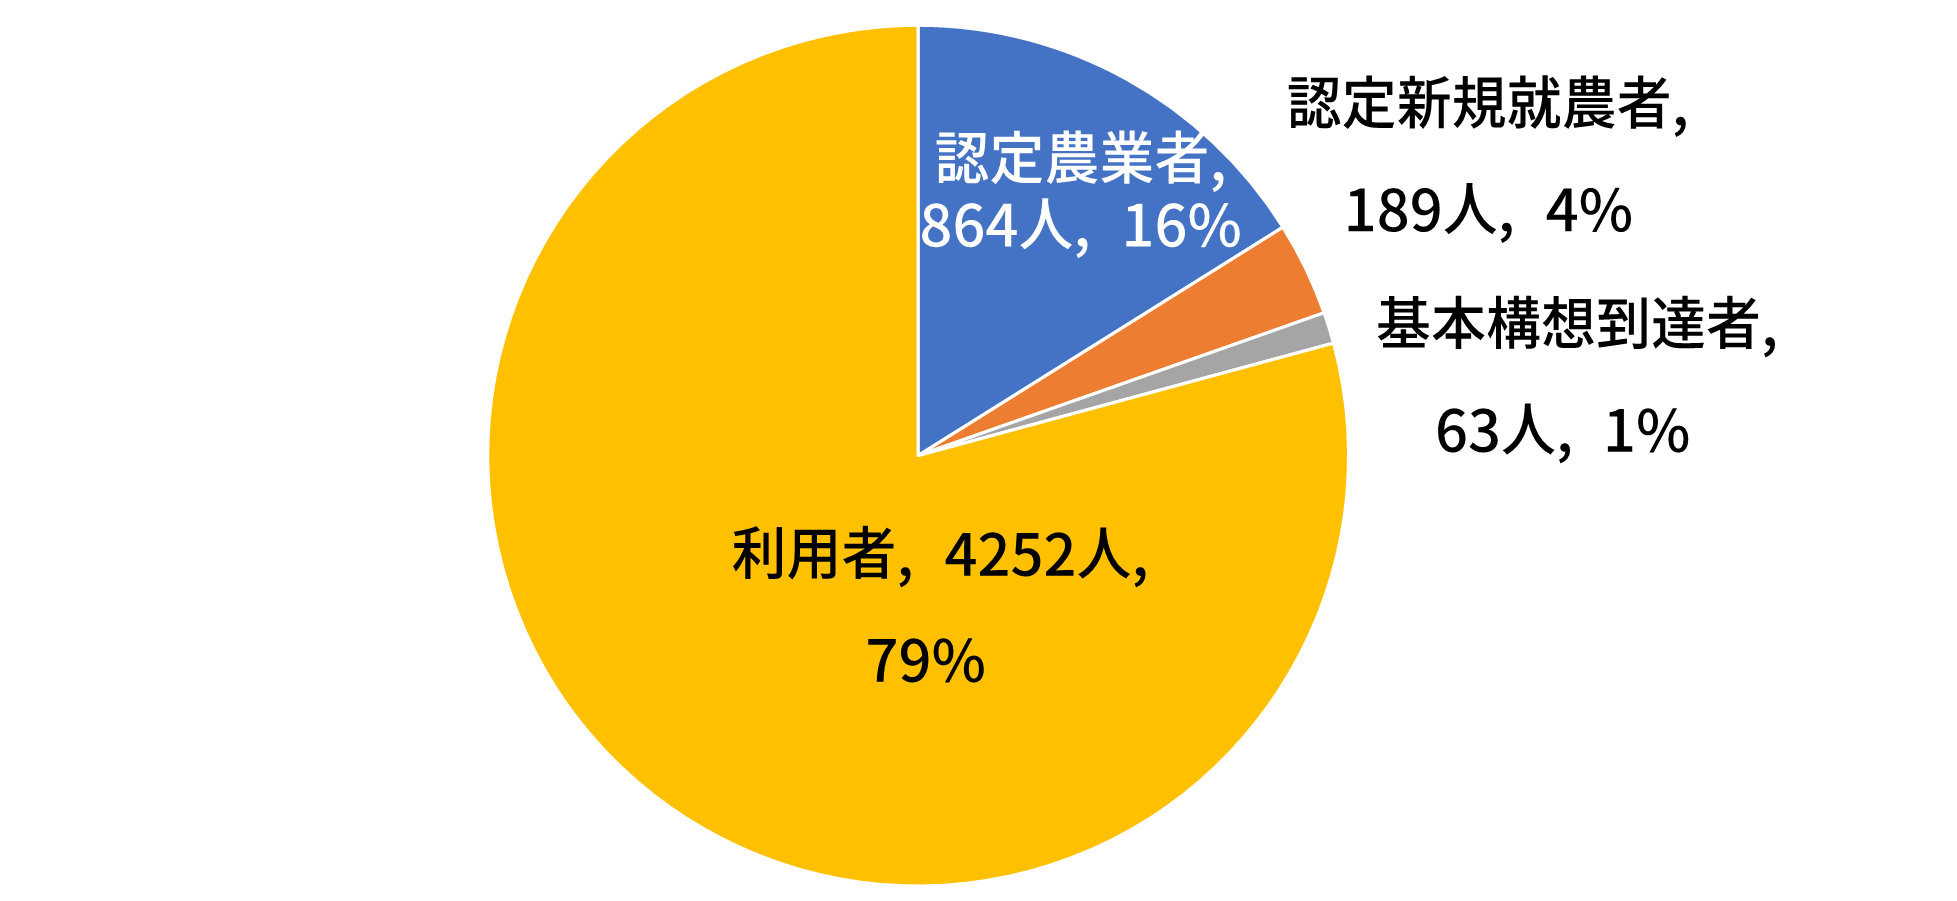 認定農業者,
864人, 16%
認定新規就農者,
189人, 4%
基本構想到達者,
63人, 1%
利用者, 4252人,
79%